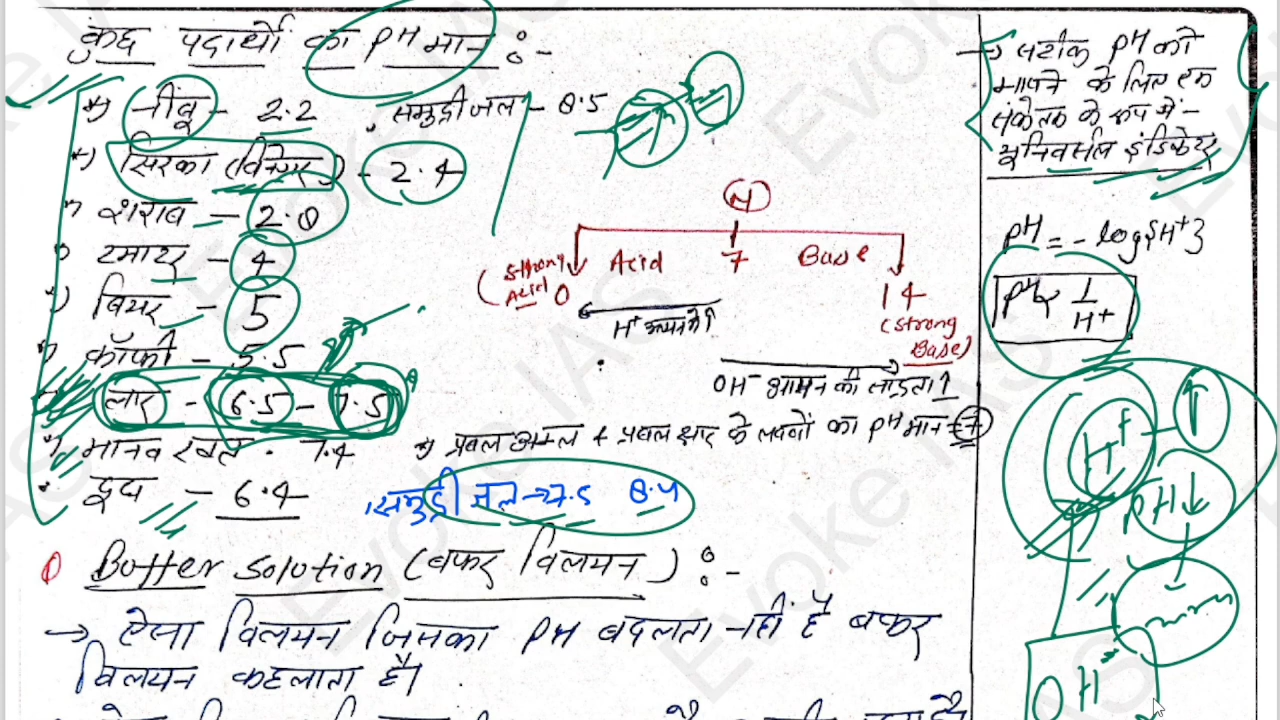 कुछ पदार्थो का PH मान :-
*) नींबू - 2.2 , समुद्री जल - 8.5
*) सिरका (विनेगर) - 2.4
*) शराब - 2.8
*) टमाटर - 4
*) बियर - 5
*) कॉफी - 5.5
*) लार - 6.5 - 7.5
*) मानव रक्त - 7.4
• दूध - 6.4
समुद्री जल → 7.5 8.4
N
(Strong Acid) 0 Acid 7 Base 14 (Strong Base)
H+ ↑
OH- आयन की सांद्रता ↑
*) प्रबल अम्ल + प्रबल क्षार के लवणों का PH मान = 7
Buffer Solution (बफर विलयन) :-
→ ऐसा विलयन जिसका PH बदलता नहीं है बफर
विलयन कहलाता है।
→ सटीक PH को
मापने के लिए एक
संकेतक के रूप में -
यूनिवर्सल इंडिकेटर
PH = - log{H+}
PH ∝ 1/H+
H+ ↑
PH ↓
OH-
Evoke IAS